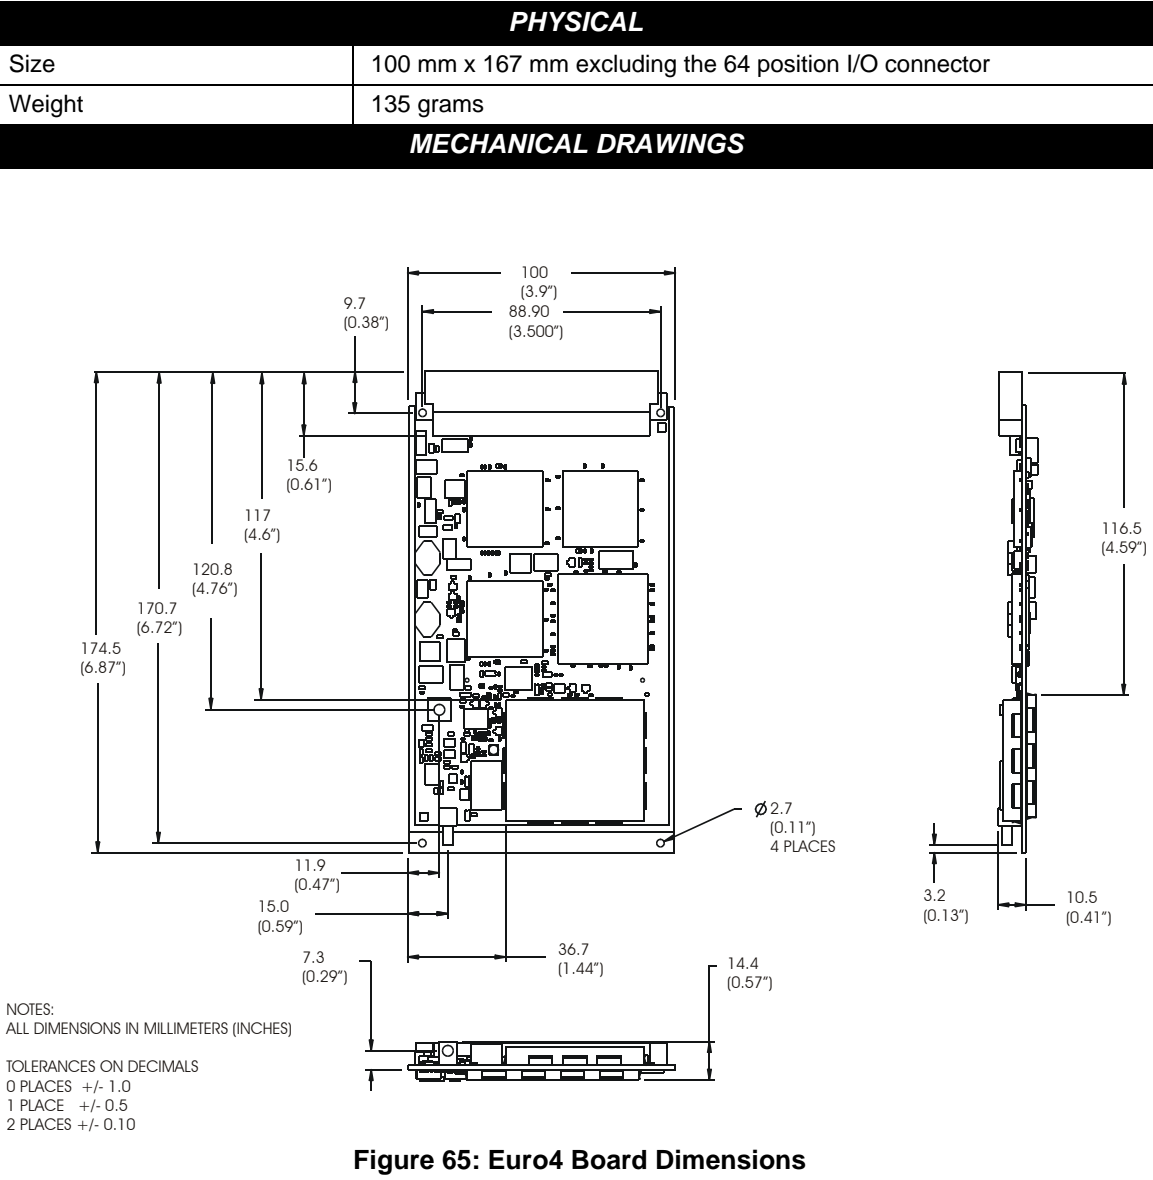 PHYSICAL
Size 100 mm x 167 mm excluding the 64 position I/O connector
Weight 135 grams
MECHANICAL DRAWINGS
100
(3.9")
9.7
(0.38")
88.90
(3.500")
15.6
(0.61")
117
(4.6")
116.5
(4.59")
120.8
(4.76")
170.7
(6.72")
174.5
(6.87")
Ø 2.7
(0.11")
4 PLACES
11.9
(0.47")
15.0
(0.59")
3.2
(0.13")
10.5
(0.41")
7.3
(0.29")
36.7
(1.44")
14.4
(0.57")
NOTES:
ALL DIMENSIONS IN MILLIMETERS (INCHES)
TOLERANCES ON DECIMALS
0 PLACES +/- 1.0
1 PLACE +/- 0.5
2 PLACES +/- 0.10
Figure 65: Euro4 Board Dimensions